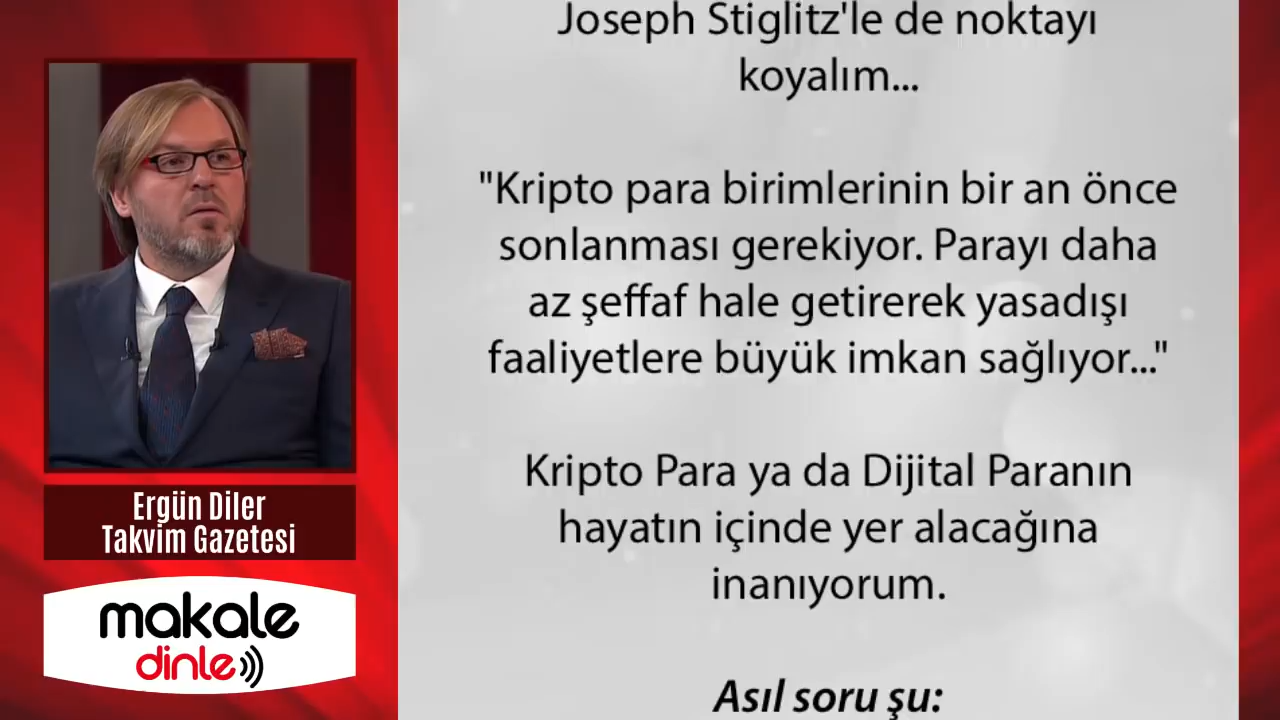 Joseph Stiglitz'le de noktayı
koyalım...
"Kripto para birimlerinin bir an önce
sonlanması gerekiyor. Parayı daha
az şeffaf hale getirerek yasadışı
faaliyetlere büyük imkan sağlıyor..."
Kripto Para ya da Dijital Paranın
hayatın içinde yer alacağına
inanıyorum.
Asıl soru şu:
Ergün Diler
Takvim Gazetesi
makale
dinle